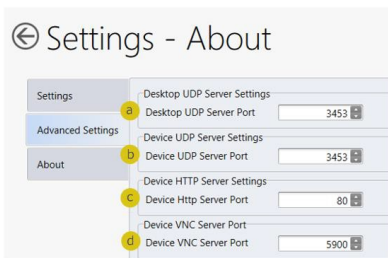 Settings - About
Settings
Advanced Settings
About
Desktop UDP Server Settings
a Desktop UDP Server Port 3453
Device UDP Server Settings
b Device UDP Server Port 3453
Device HTTP Server Settings
c Device Http Server Port 80
Device VNC Server Port
d Device VNC Server Port 5900